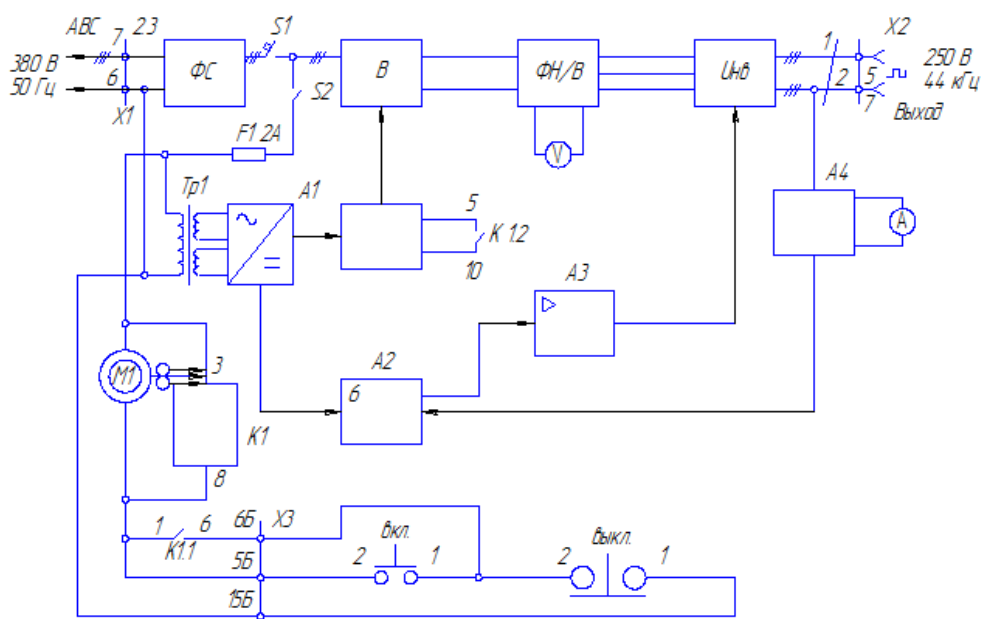 АВС 7 2.3 S1 X2
380 В 50 Гц
6
X1
ФС
S2
В
ФН/В
Инв
1
2
5
7
250 В
44 кГц
Выход
F1 2А
V
Тр1
А1
5
К 1.2
10
А4
А
А3
А2
6
М1
3
К1
8
1 6 6Б X3
К1.1
5Б
15Б
вкл.
2 1
выкл.
2 1